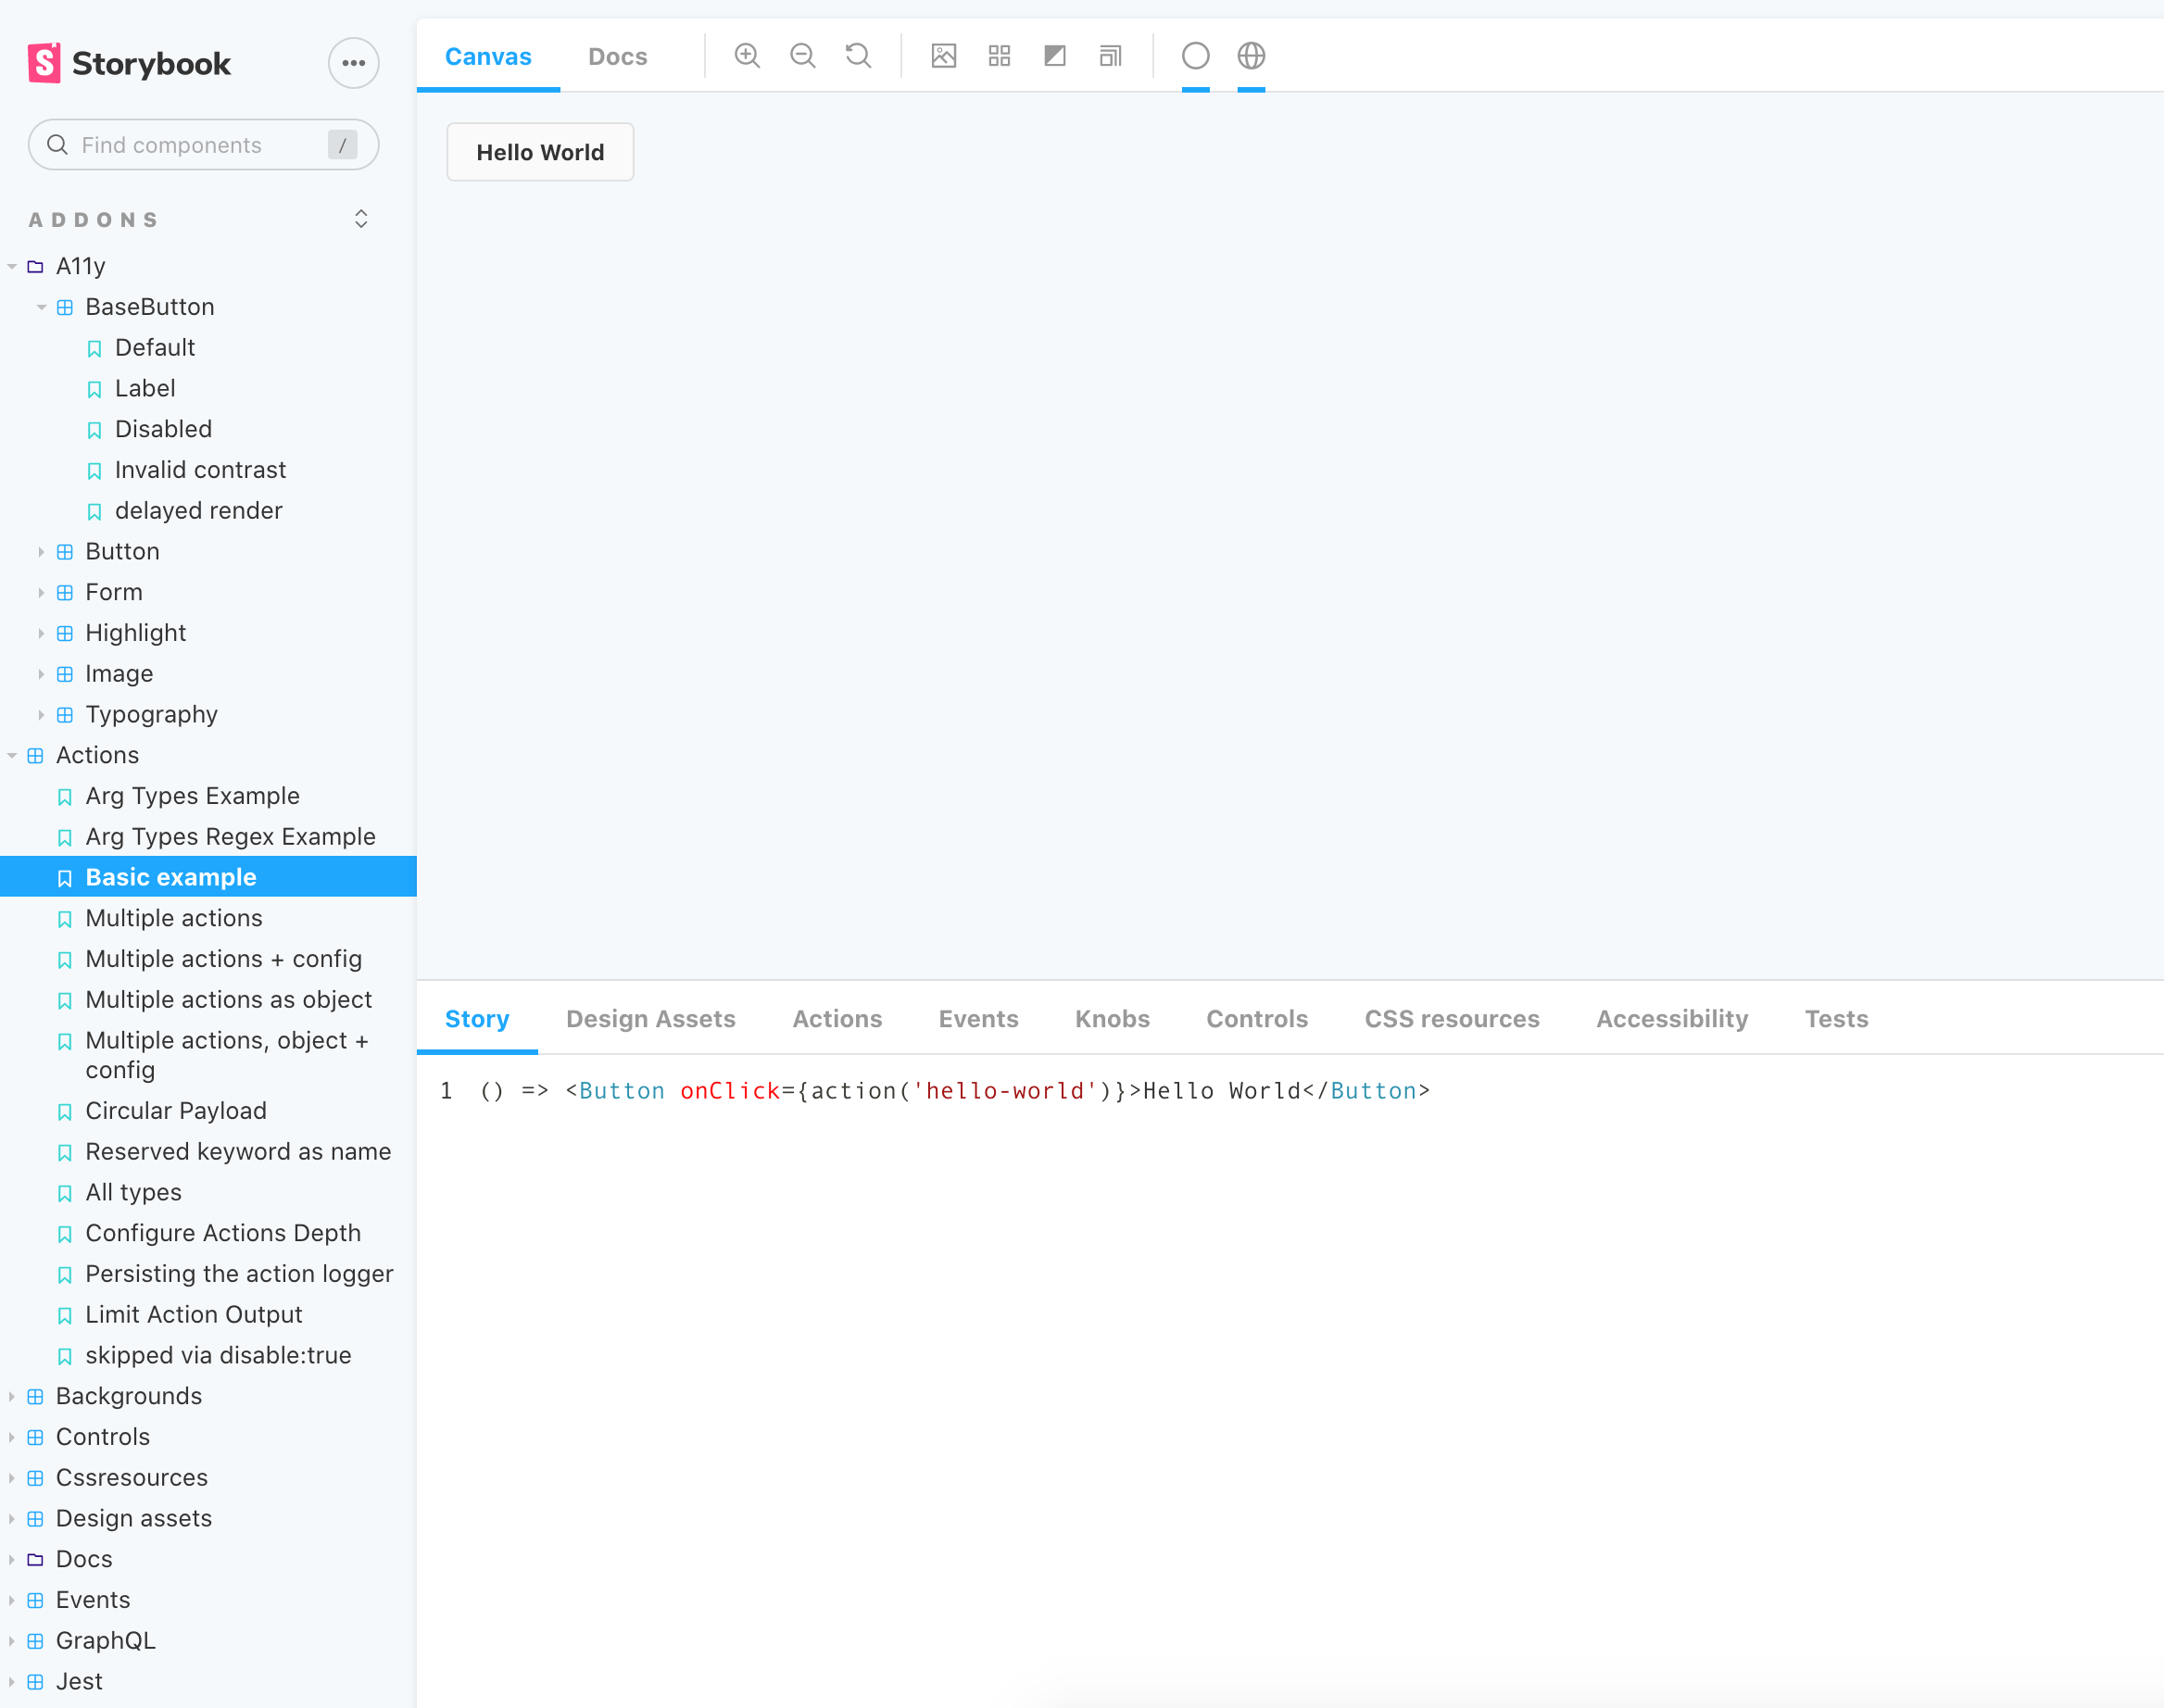 Storybook
Find components /
ADDONS
A11y
BaseButton
Default
Label
Disabled
Invalid contrast
delayed render
Button
Form
Highlight
Image
Typography
Actions
Arg Types Example
Arg Types Regex Example
Basic example
Multiple actions
Multiple actions + config
Multiple actions as object
Multiple actions, object +
config
Circular Payload
Reserved keyword as name
All types
Configure Actions Depth
Persisting the action logger
Limit Action Output
skipped via disable:true
Backgrounds
Controls
Cssresources
Design assets
Docs
Events
GraphQL
Jest
Canvas Docs
Hello World
Story Design Assets Actions Events Knobs Controls CSS resources Accessibility Tests
1 () => <Button onClick={action('hello-world')}>Hello World</Button>